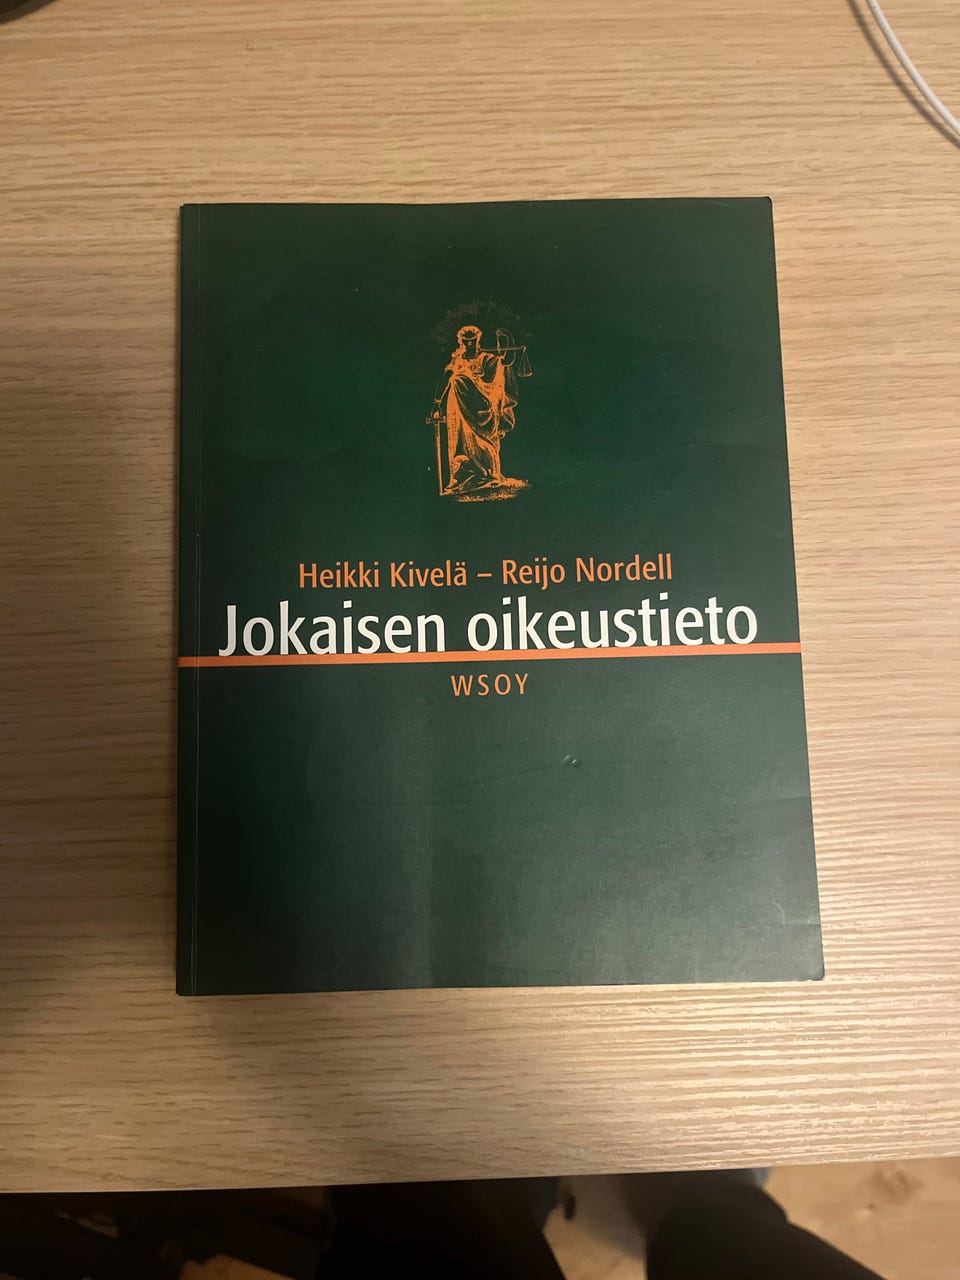 Heikki Kivelä – Reijo Nordell
Jokaisen oikeustieto
WSOY